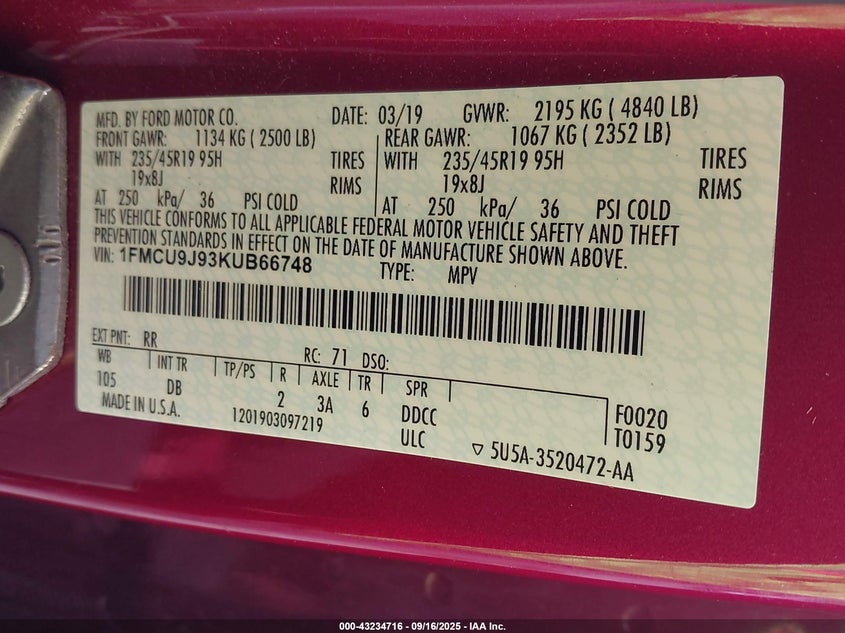 MFD. BY FORD MOTOR CO. DATE: 03/19 GVWR: 2195 KG ( 4840 LB)
FRONT GAWR: 1134 KG ( 2500 LB) REAR GAWR: 1067 KG ( 2352 LB)
WITH 235/45R19 95H TIRES WITH 235/45R19 95H TIRES
19x8J RIMS 19x8J RIMS
AT 250 kPa/ 36 PSI COLD AT 250 kPa/ 36 PSI COLD
THIS VEHICLE CONFORMS TO ALL APPLICABLE FEDERAL MOTOR VEHICLE SAFETY AND THEFT
PREVENTION STANDARDS IN EFFECT ON THE DATE OF MANUFACTURE SHOWN ABOVE.
VIN: 1FMCU9J93KUB66748 TYPE: MPV
EXT PNT: RR RC: 71 DSO:
WB INT TR TP/PS R AXLE TR SPR
105 DB 2 3A 6 DDCC F0020
MADE IN U.S.A. 1201903097219 ULC T0159
▽ 5U5A-3520472-AA
000-43234716 - 09/16/2025 - IAA Inc.